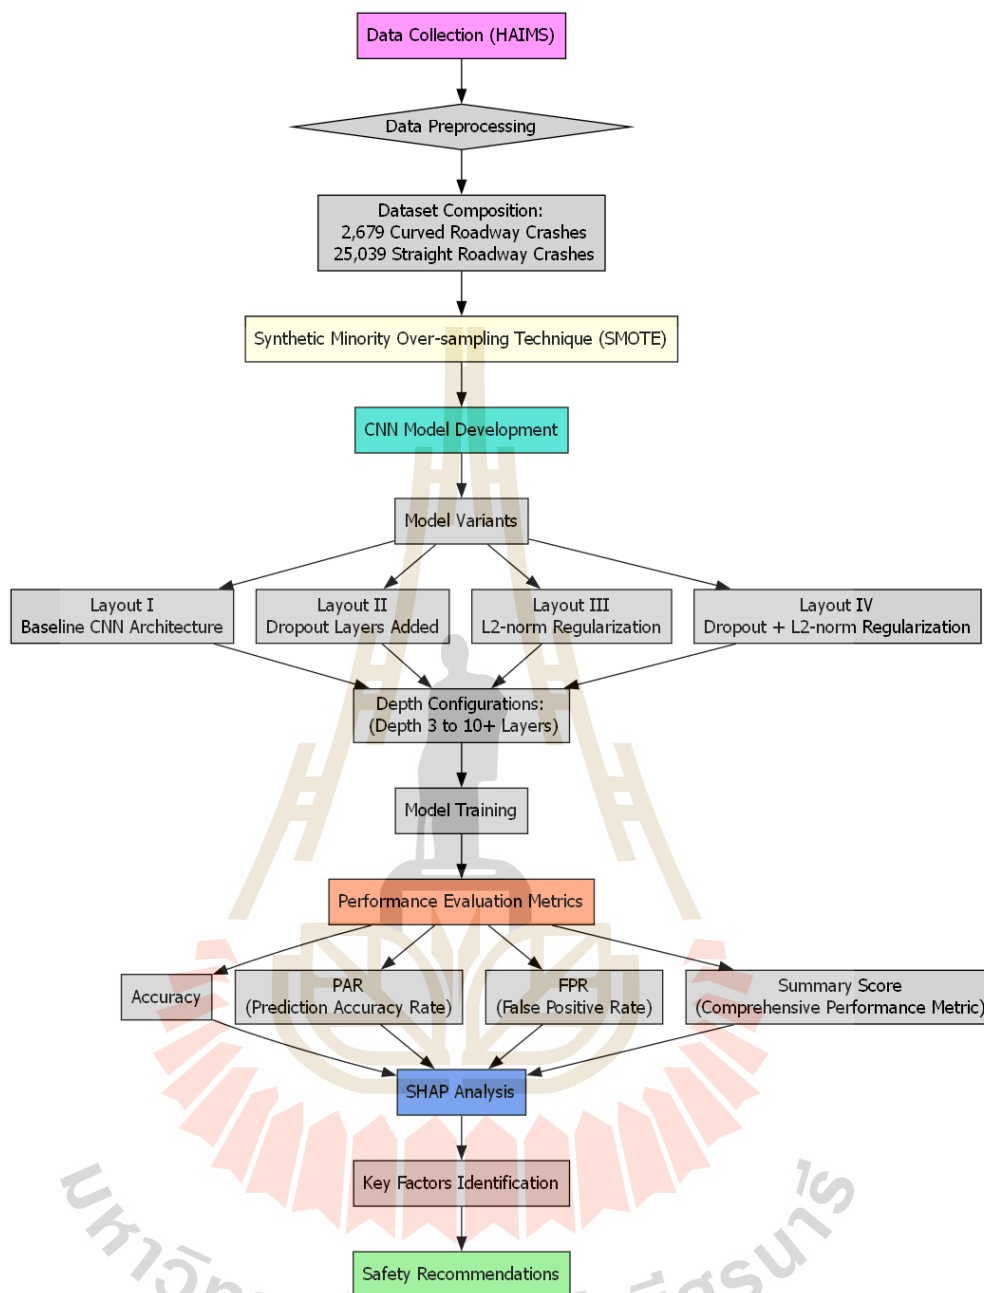 Data Collection (HAIMS)
Data Preprocessing
Dataset Composition:
2,679 Curved Roadway Crashes
25,039 Straight Roadway Crashes
Synthetic Minority Over-sampling Technique (SMOTE)
CNN Model Development
Model Variants
Layout I
Baseline CNN Architecture
Layout II
Dropout Layers Added
Layout III
L2-norm Regularization
Layout IV
Dropout + L2-norm Regularization
Depth Configurations:
(Depth 3 to 10+ Layers)
Model Training
Performance Evaluation Metrics
Accuracy
PAR
(Prediction Accuracy Rate)
FPR
(False Positive Rate)
Summary Score
(Comprehensive Performance Metric)
SHAP Analysis
Key Factors Identification
Safety Recommendations